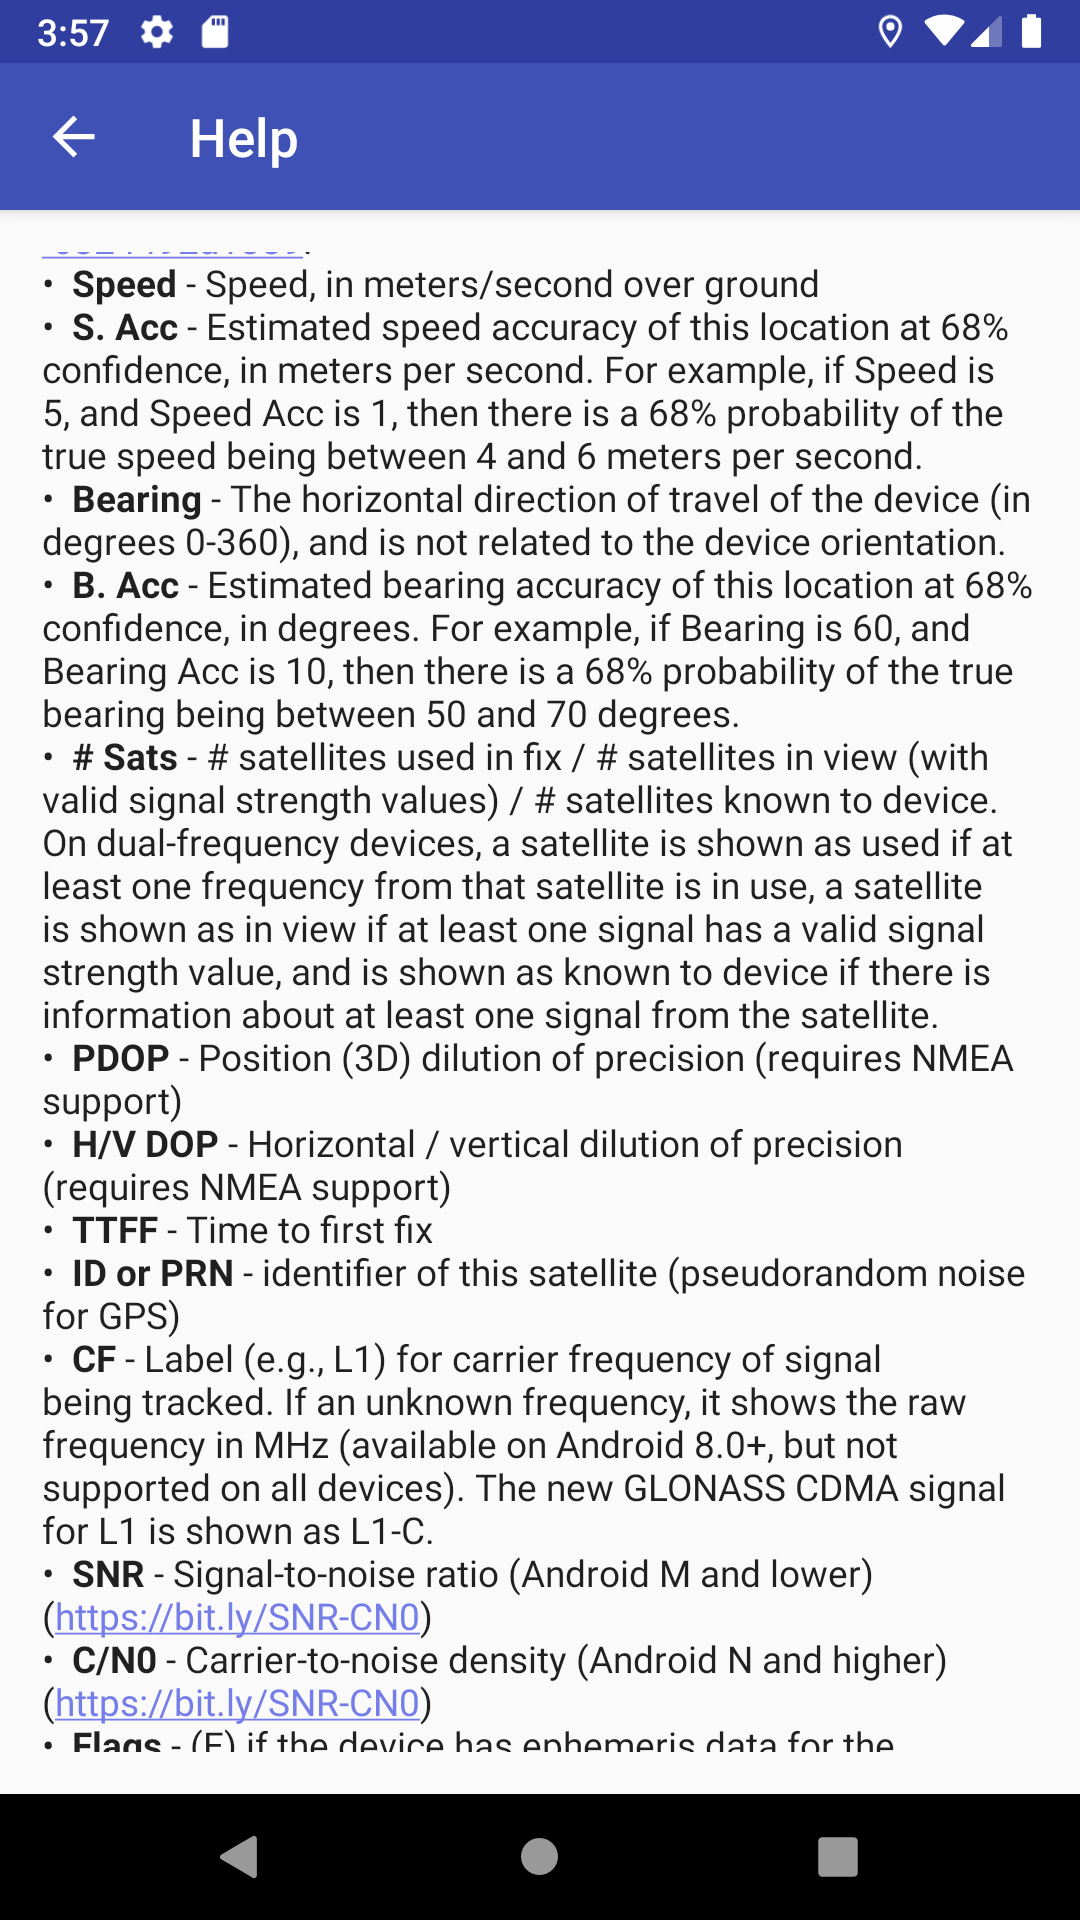 3:57
Help
• Speed - Speed, in meters/second over ground
• S. Acc - Estimated speed accuracy of this location at 68%
confidence, in meters per second. For example, if Speed is
5, and Speed Acc is 1, then there is a 68% probability of the
true speed being between 4 and 6 meters per second.
• Bearing - The horizontal direction of travel of the device (in
degrees 0-360), and is not related to the device orientation.
• B. Acc - Estimated bearing accuracy of this location at 68%
confidence, in degrees. For example, if Bearing is 60, and
Bearing Acc is 10, then there is a 68% probability of the true
bearing being between 50 and 70 degrees.
• # Sats - # satellites used in fix / # satellites in view (with
valid signal strength values) / # satellites known to device.
On dual-frequency devices, a satellite is shown as used if at
least one frequency from that satellite is in use, a satellite
is shown as in view if at least one signal has a valid signal
strength value, and is shown as known to device if there is
information about at least one signal from the satellite.
• PDOP - Position (3D) dilution of precision (requires NMEA
support)
• H/V DOP - Horizontal / vertical dilution of precision
(requires NMEA support)
• TTFF - Time to first fix
• ID or PRN - identifier of this satellite (pseudorandom noise
for GPS)
• CF - Label (e.g., L1) for carrier frequency of signal
being tracked. If an unknown frequency, it shows the raw
frequency in MHz (available on Android 8.0+, but not
supported on all devices). The new GLONASS CDMA signal
for L1 is shown as L1-C.
• SNR - Signal-to-noise ratio (Android M and lower)
(https://bit.ly/SNR-CN0)
• C/N0 - Carrier-to-noise density (Android N and higher)
(https://bit.ly/SNR-CN0)
• Flags - (E) if the device has ephemeris data for the